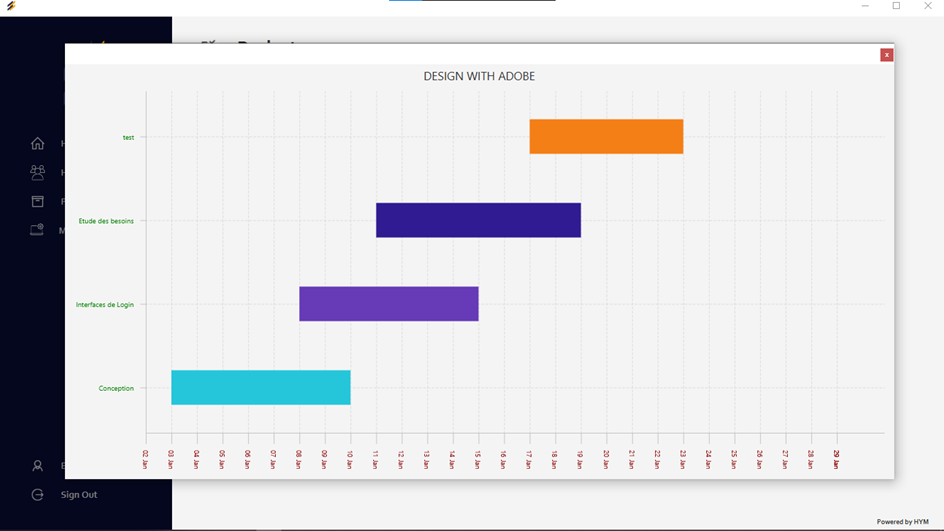 DESIGN WITH ADOBE
x
test
Etude des besoins
Interfaces de Login
Conception
02 Jan
03 Jan
04 Jan
05 Jan
06 Jan
07 Jan
08 Jan
09 Jan
10 Jan
11 Jan
12 Jan
13 Jan
14 Jan
15 Jan
16 Jan
17 Jan
18 Jan
19 Jan
20 Jan
21 Jan
22 Jan
23 Jan
24 Jan
25 Jan
26 Jan
27 Jan
28 Jan
29 Jan
Sign Out
Powered by HYM